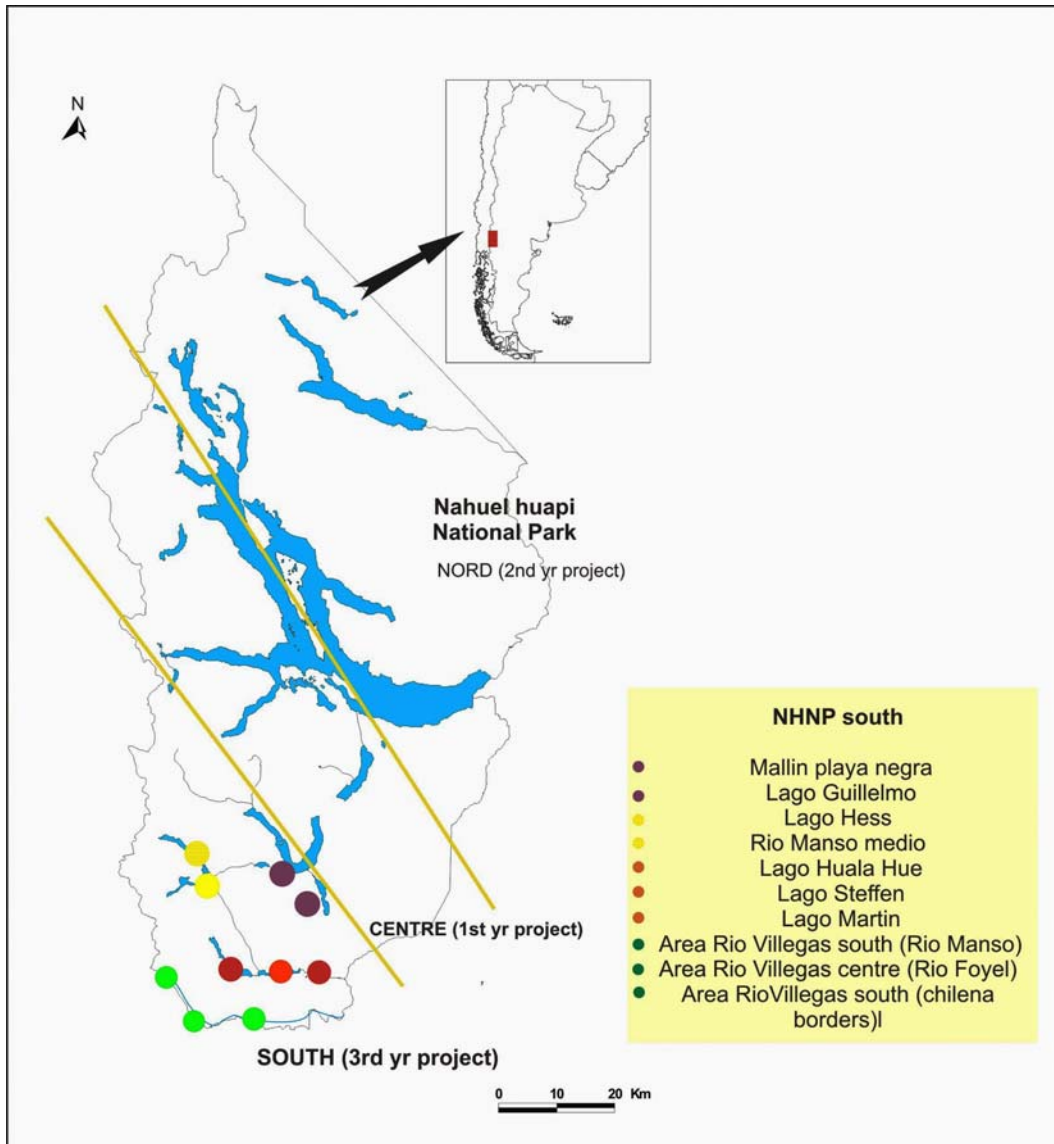 N
Nahuel huapi
National Park
NORD (2nd yr project)
CENTRE (1st yr project)
SOUTH (3rd yr project)
0 10 20 Km
NHNP south
Mallin playa negra
Lago Guillelmo
Lago Hess
Rio Manso medio
Lago Huala Hue
Lago Steffen
Lago Martin
Area Rio Villegas south (Rio Manso)
Area Rio Villegas centre (Rio Foyel)
Area RioVillegas south (chilena
borders)l